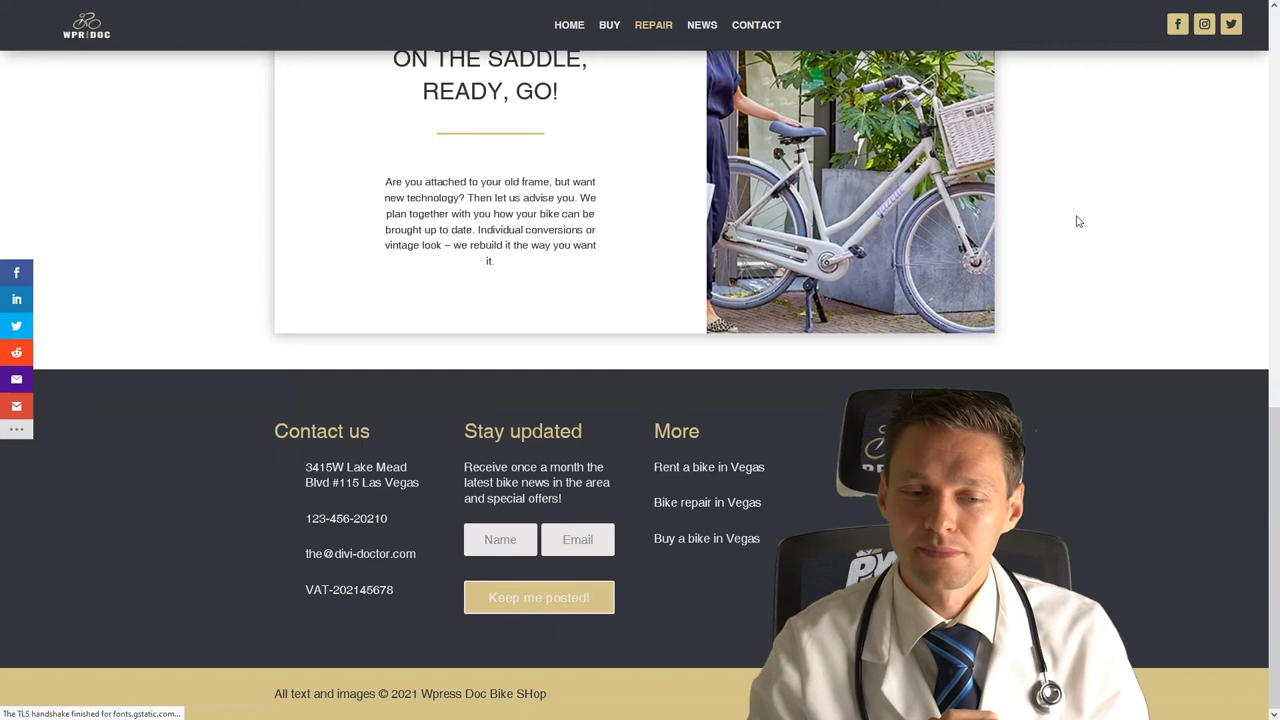 WPR DOC
HOME BUY REPAIR NEWS CONTACT
ON THE SADDLE,
READY, GO!
Are you attached to your old frame, but want
new technology? Then let us advise you. We
plan together with you how your bike can be
brought up to date. Individual conversions or
vintage look – we rebuild it the way you want
it.
Contact us
3415W Lake Mead
Blvd #115 Las Vegas
123-456-20210
the@divi-doctor.com
VAT-202145678
Stay updated
Receive once a month the
latest bike news in the area
and special offers!
Name Email
Keep me posted!
More
Rent a bike in Vegas
Bike repair in Vegas
Buy a bike in Vegas
All text and images © 2021 Wpress Doc Bike SHop
The TLS handshake finished for fonts.gstatic.com...